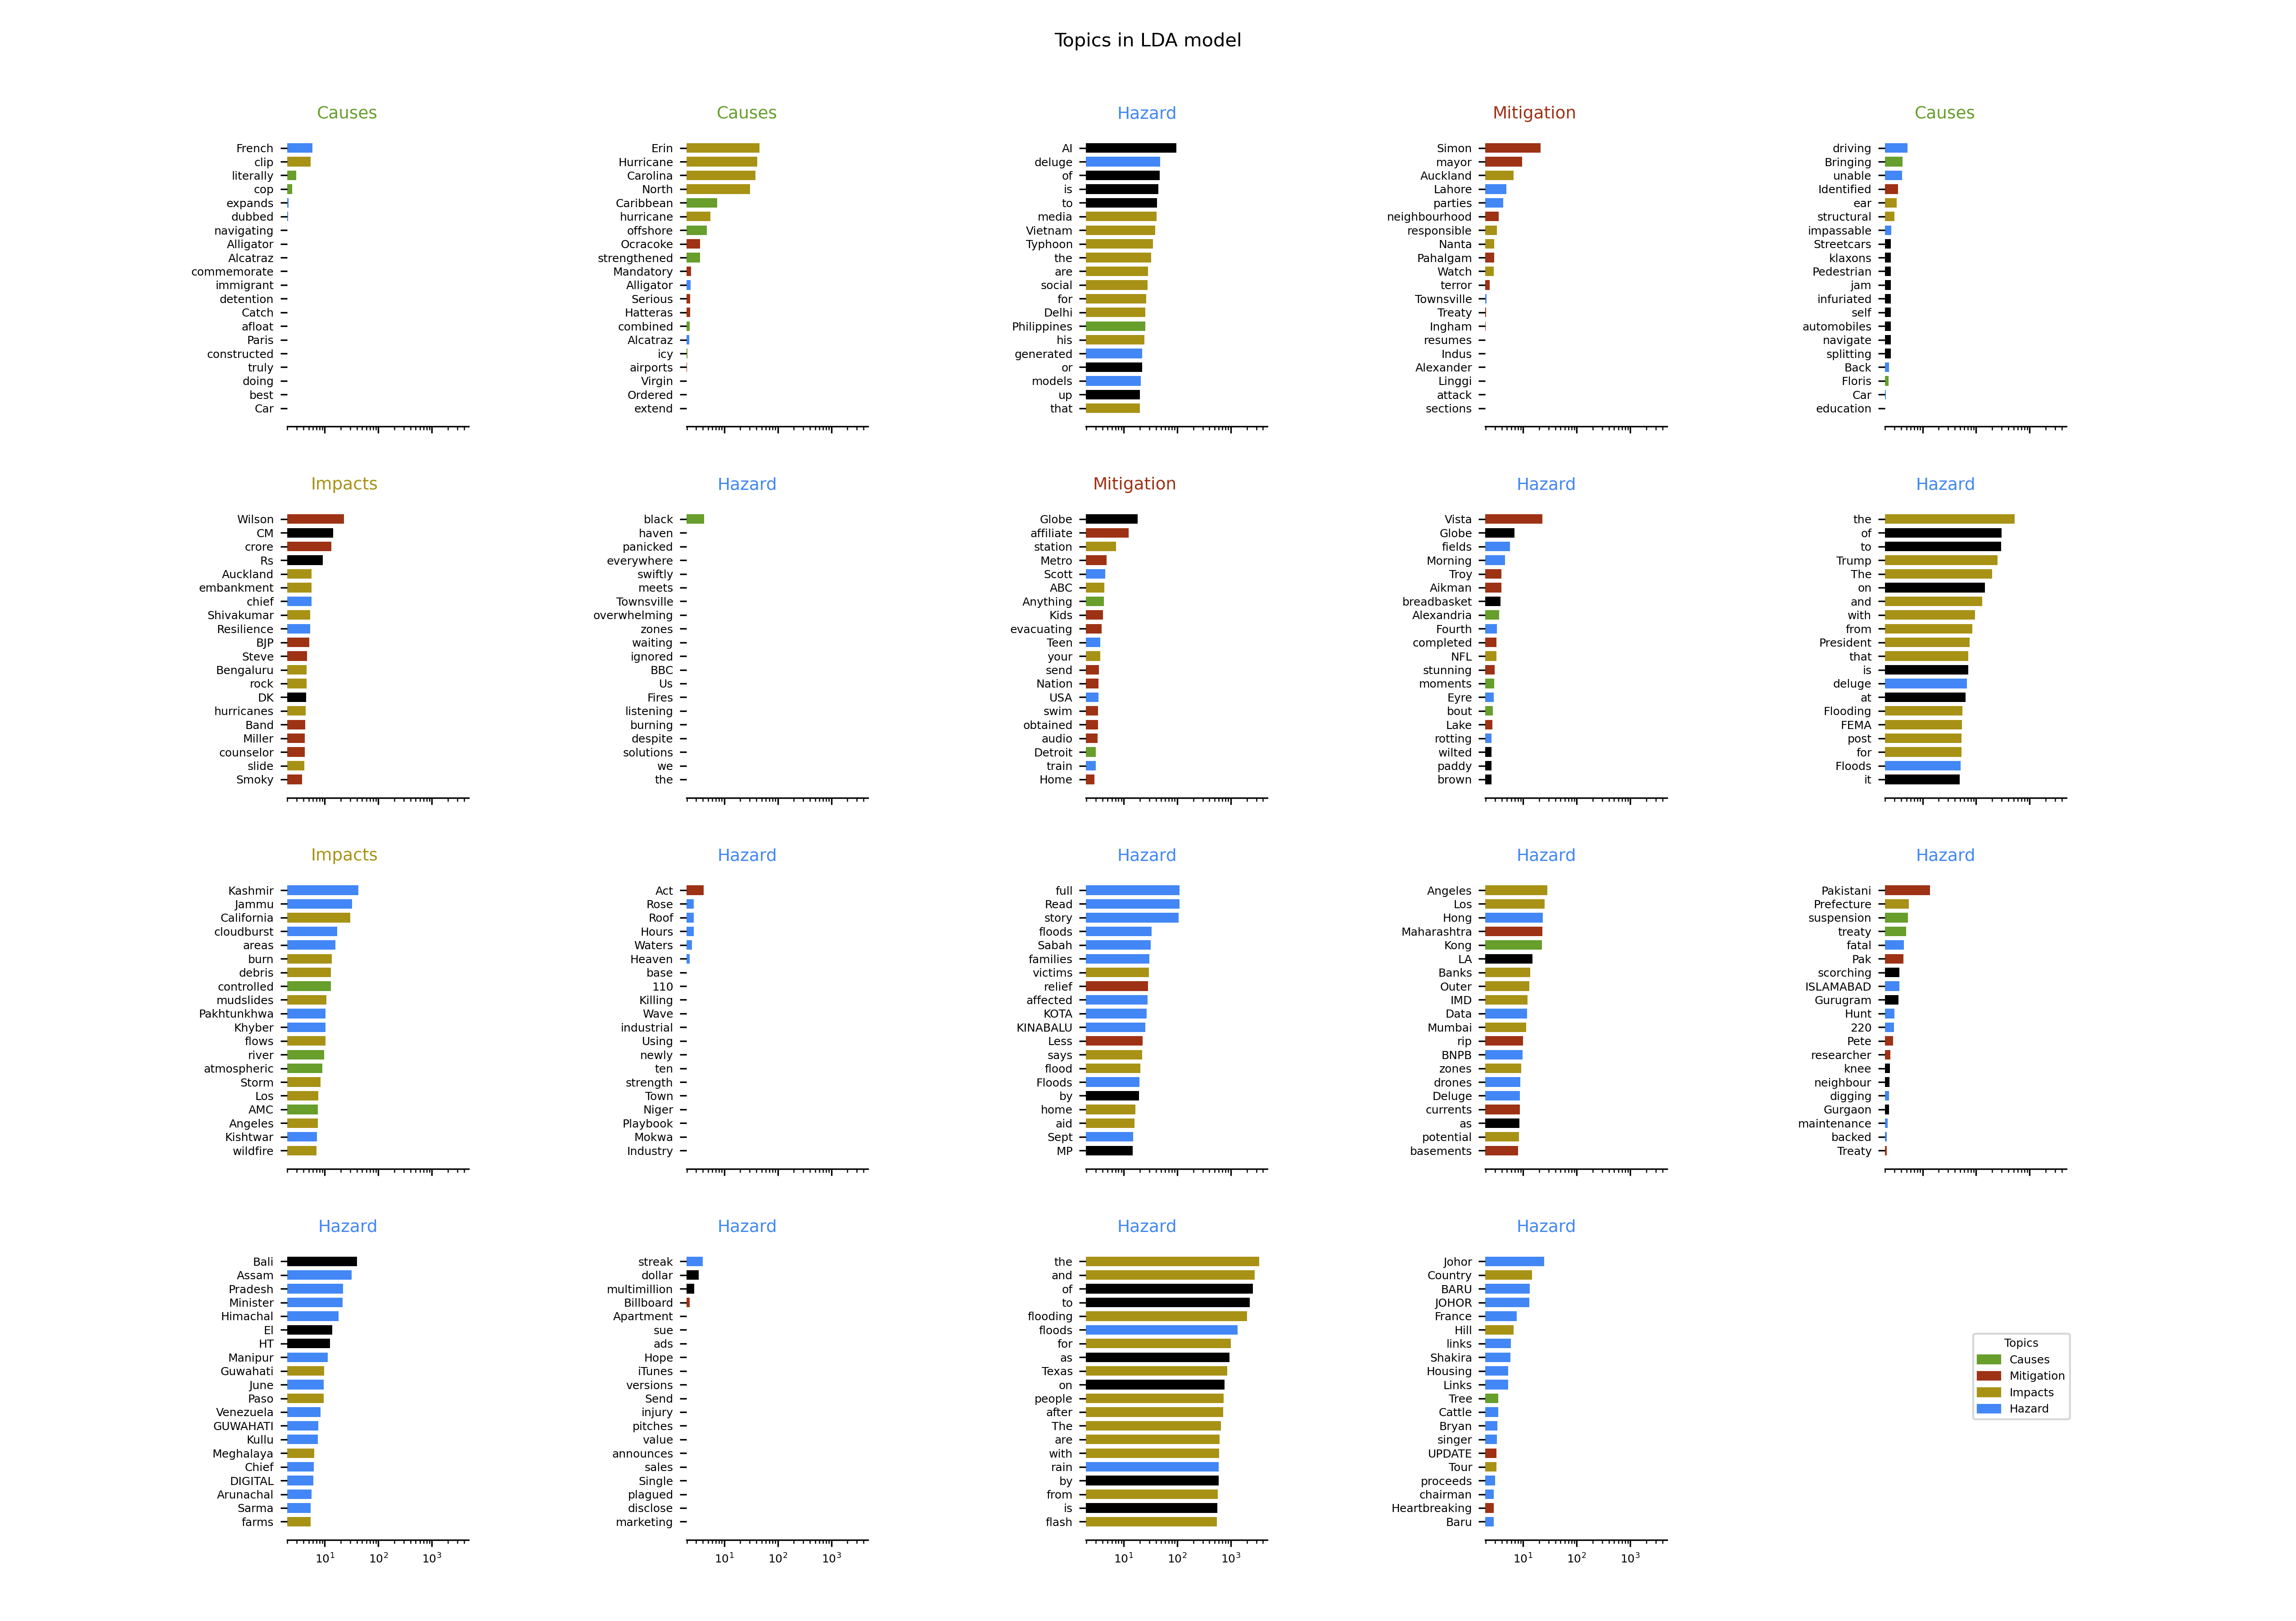 Topics in LDA model
Causes
French
clip
literally
cop
expands
dubbed
navigating
Alligator
Alcatraz
commemorate
immigrant
detention
Catch
afloat
Paris
constructed
truly
doing
best
Car
Causes
Erin
Hurricane
Carolina
North
Caribbean
hurricane
offshore
Ocracoke
strengthened
Mandatory
Alligator
Serious
Hatteras
combined
Alcatraz
icy
airports
Virgin
Ordered
extend
Hazard
AI
deluge
of
is
to
media
Vietnam
Typhoon
the
are
social
for
Delhi
Philippines
his
generated
or
models
up
that
Mitigation
Simon
mayor
Auckland
Lahore
parties
neighbourhood
responsible
Nanta
Pahalgam
Watch
terror
Townsville
Treaty
Ingham
resumes
Indus
Alexander
Linggi
attack
sections
Causes
driving
Bringing
unable
Identified
ear
structural
impassable
Streetcars
klaxons
Pedestrian
jam
infuriated
self
automobiles
navigate
splitting
Back
Floris
Car
education
Impacts
Wilson
CM
crore
Rs
Auckland
embankment
chief
Shivakumar
Resilience
BJP
Steve
Bengaluru
rock
DK
hurricanes
Band
Miller
counselor
slide
Smoky
Hazard
black
haven
panicked
everywhere
swiftly
meets
Townsville
overwhelming
zones
waiting
ignored
BBC
Us
Fires
listening
burning
despite
solutions
we
the
Mitigation
Globe
affiliate
station
Metro
Scott
ABC
Anything
Kids
evacuating
Teen
your
send
Nation
USA
swim
obtained
audio
Detroit
train
Home
Hazard
Vista
Globe
fields
Morning
Troy
Aikman
breadbasket
Alexandria
Fourth
completed
NFL
stunning
moments
Eyre
bout
Lake
rotting
wilted
paddy
brown
Hazard
the
of
to
Trump
The
on
and
with
from
President
that
is
deluge
at
Flooding
FEMA
post
for
Floods
it
Impacts
Kashmir
Jammu
California
cloudburst
areas
burn
debris
controlled
mudslides
Pakhtunkhwa
Khyber
flows
river
atmospheric
Storm
Los
AMC
Angeles
Kishtwar
wildfire
Hazard
Act
Rose
Roof
Hours
Waters
Heaven
base
110
Killing
Wave
industrial
Using
newly
ten
strength
Town
Niger
Playbook
Mokwa
Industry
Hazard
full
Read
story
floods
Sabah
families
victims
relief
affected
KOTA
KINABALU
Less
says
flood
Floods
by
home
aid
Sept
MP
Hazard
Angeles
Los
Hong
Maharashtra
Kong
LA
Banks
Outer
IMD
Data
Mumbai
rip
BNPB
zones
drones
Deluge
currents
as
potential
basements
Hazard
Pakistani
Prefecture
suspension
treaty
fatal
Pak
scorching
ISLAMABAD
Gurugram
Hunt
220
Pete
researcher
knee
neighbour
digging
Gurgaon
maintenance
backed
Treaty
Hazard
Bali
Assam
Pradesh
Minister
Himachal
El
HT
Manipur
Guwahati
June
Paso
Venezuela
GUWAHATI
Kullu
Meghalaya
Chief
DIGITAL
Arunachal
Sarma
farms
10¹ 10² 10³
Hazard
streak
dollar
multimillion
Billboard
Apartment
sue
ads
Hope
iTunes
versions
Send
injury
pitches
value
announces
sales
Single
plagued
disclose
marketing
10¹ 10² 10³
Hazard
the
and
of
to
flooding
floods
for
as
Texas
on
people
after
The
are
with
rain
by
from
is
flash
10¹ 10² 10³
Hazard
Johor
Country
BARU
JOHOR
France
Hill
links
Shakira
Housing
Links
Tree
Cattle
Bryan
singer
UPDATE
Tour
proceeds
chairman
Heartbreaking
Baru
10¹ 10² 10³
Topics
Causes
Mitigation
Impacts
Hazard